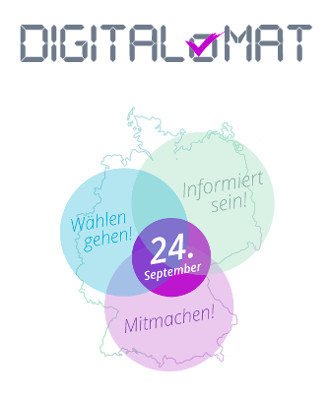 DIGITALOMAT
Informiert
sein!
Wählen
gehen!
24.
September
Mitmachen!